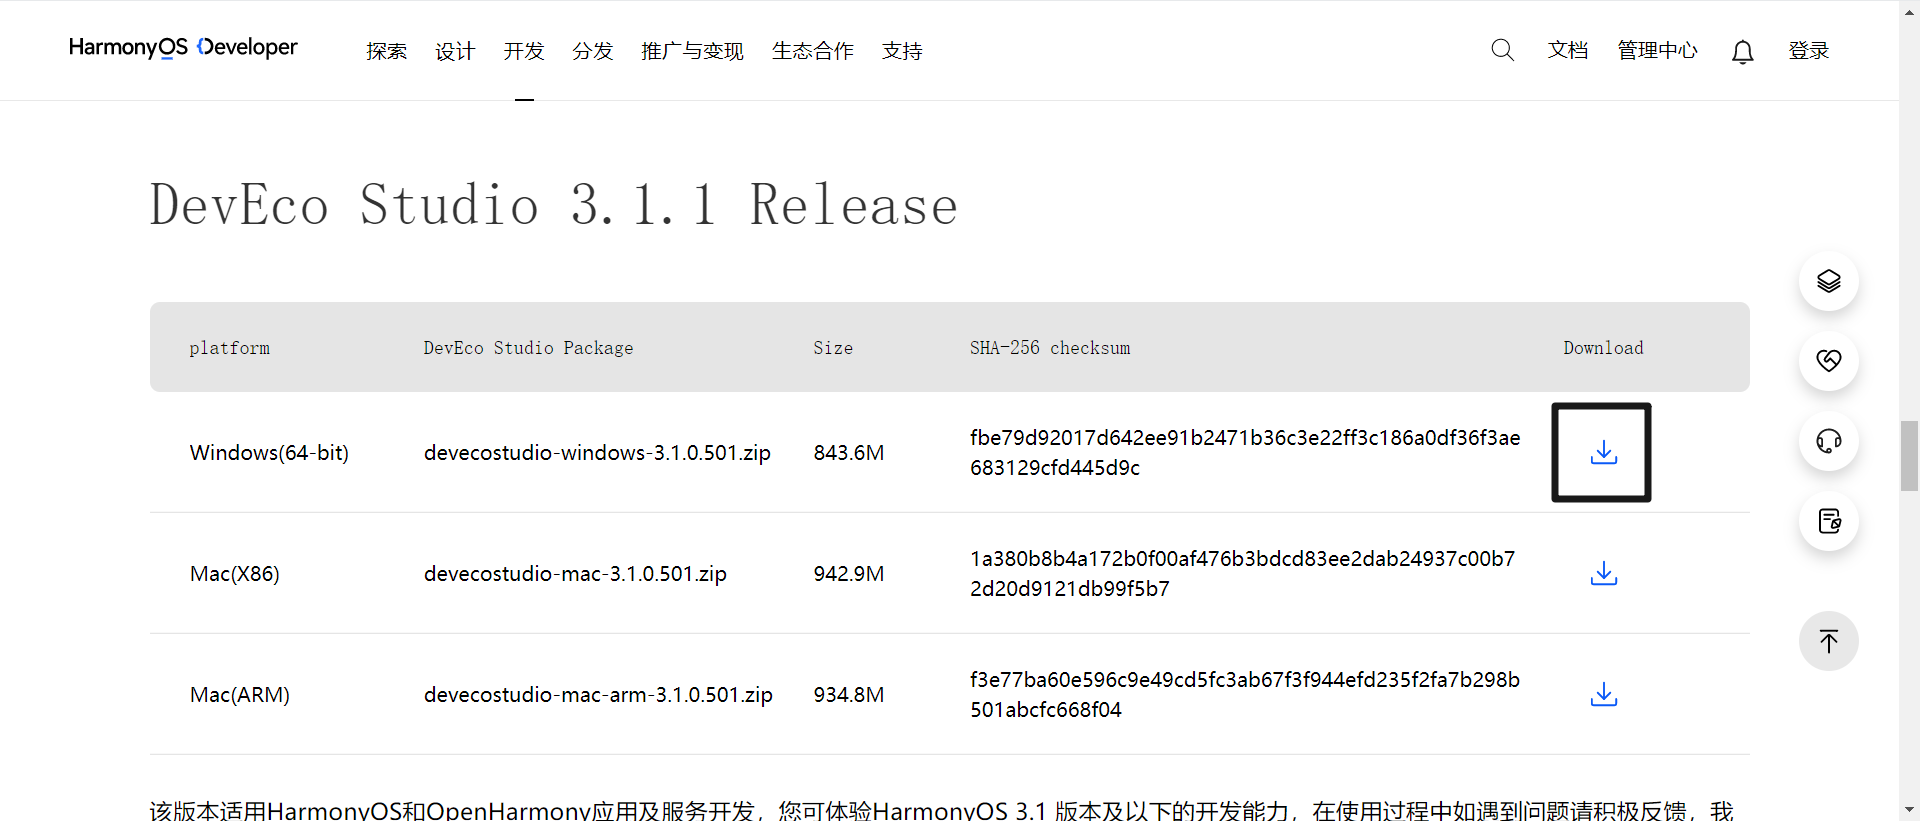 HarmonyOS Developer 探索 设计 开发 分发 推广与变现 生态合作 支持 文档 管理中心 登录
DevEco Studio 3.1.1 Release
platform DevEco Studio Package Size SHA-256 checksum Download
Windows(64-bit) devecostudio-windows-3.1.0.501.zip 843.6M fbe79d92017d642ee91b2471b36c3e22ff3c186a0df36f3ae
683129cfd445d9c
Mac(X86) devecostudio-mac-3.1.0.501.zip 942.9M 1a380b8b4a172b0f00af476b3bdcd83ee2dab24937c00b7
2d20d9121db99f5b7
Mac(ARM) devecostudio-mac-arm-3.1.0.501.zip 934.8M f3e77ba60e596c9e49cd5fc3ab67f3f944efd235f2fa7b298b
501abcfc668f04
该版本适用HarmonyOS和OpenHarmony应用及服务开发，您可体验HarmonyOS 3.1 版本及以下的开发能力，在使用过程中如遇到问题请积极反馈，我